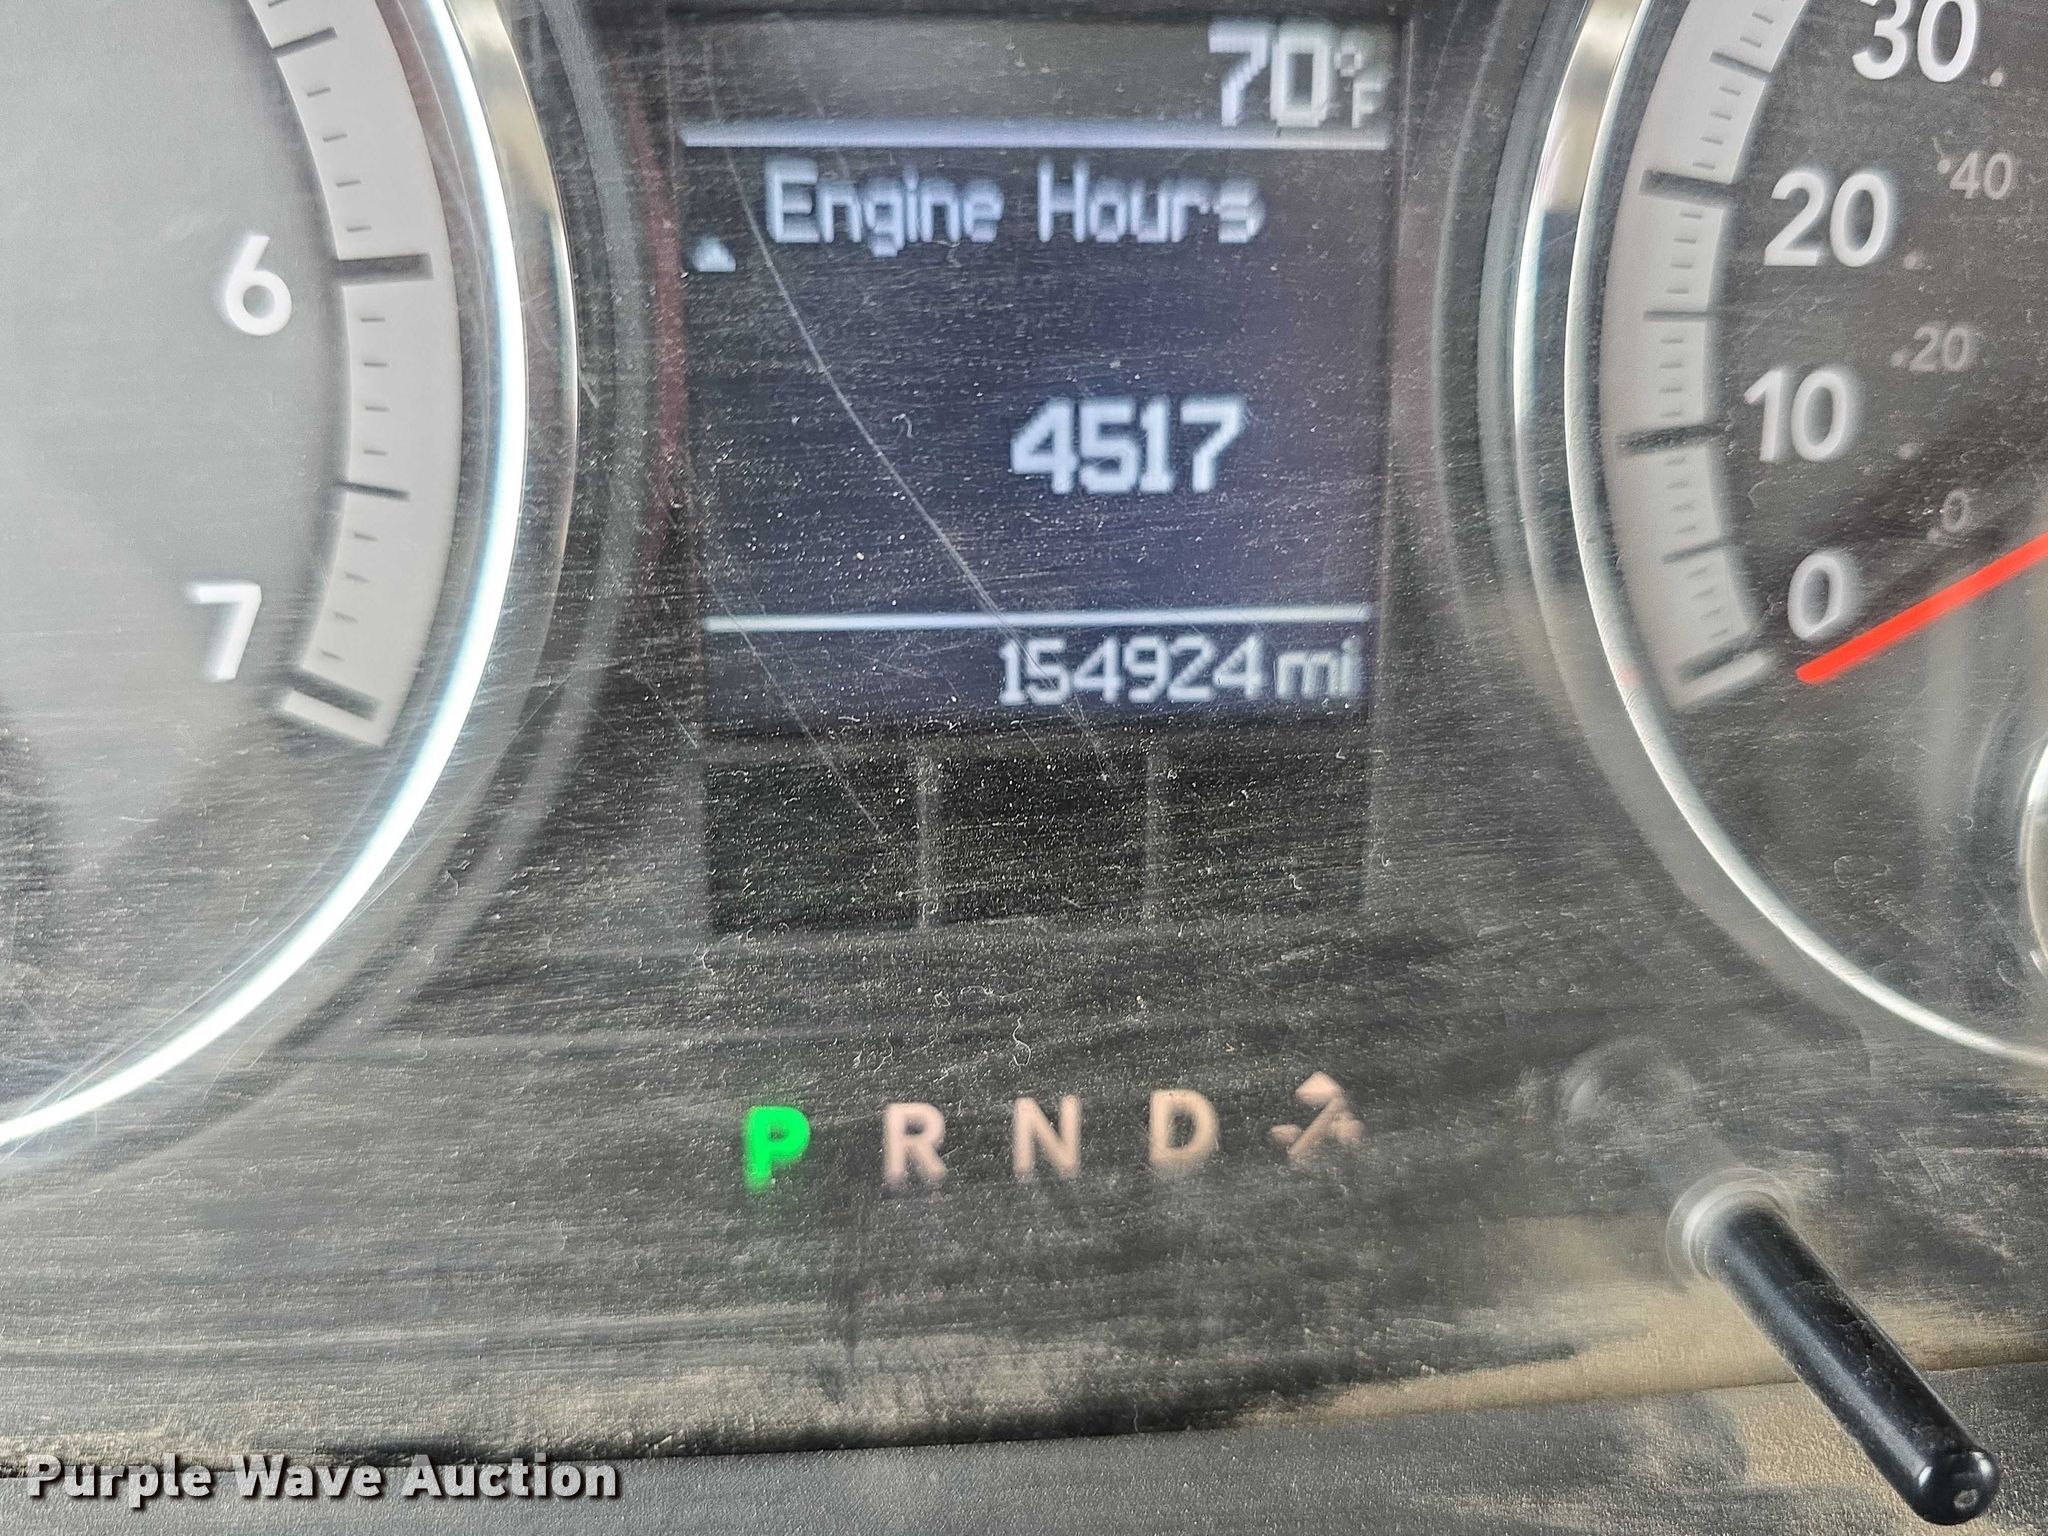 70°F
Engine Hours
4517
154924 mi
6
7
30
20
10
0
40
20
0
P R N D
Purple Wave Auction